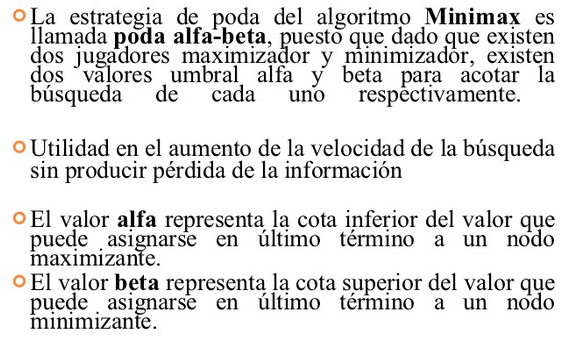 La estrategia de poda del algoritmo Minimax es
llamada poda alfa-beta, puesto que dado que existen
dos jugadores maximizador y minimizador, existen
dos valores umbral alfa y beta para acotar la
búsqueda de cada uno respectivamente.
Utilidad en el aumento de la velocidad de la búsqueda
sin producir pérdida de la información
El valor alfa representa la cota inferior del valor que
puede asignarse en último término a un nodo
maximizante.
El valor beta representa la cota superior del valor que
puede asignarse en último término a un nodo
minimizante.